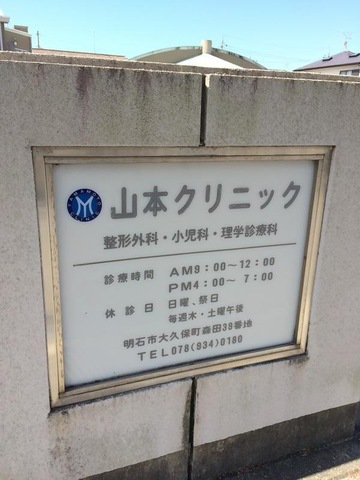 山本クリニック
整形外科・小児科・理学診療科
診療時間 AM9：00～12：00
PM4：00～ 7：00
休診日 日曜、祭日
毎週木・土曜午後
明石市大久保町森田39番地
TEL078(934)0180